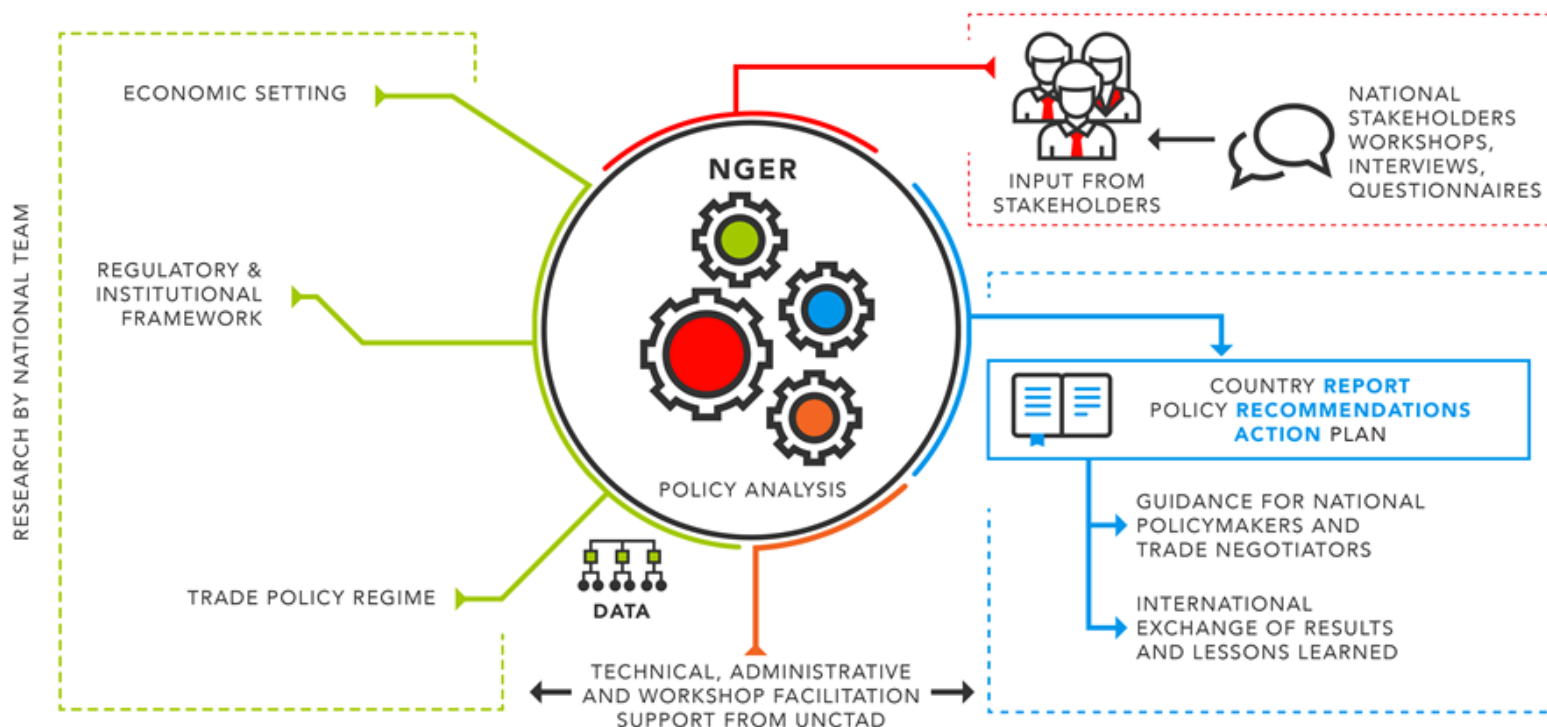 RESEARCH BY NATIONAL TEAM
ECONOMIC SETTING
REGULATORY &
INSTITUTIONAL
FRAMEWORK
TRADE POLICY REGIME
NGER
POLICY ANALYSIS
DATA
TECHNICAL, ADMINISTRATIVE
AND WORKSHOP FACILITATION
SUPPORT FROM UNCTAD
INPUT FROM
STAKEHOLDERS
NATIONAL
STAKEHOLDERS
WORKSHOPS,
INTERVIEWS,
QUESTIONNAIRES
COUNTRY REPORT
POLICY RECOMMENDATIONS
ACTION PLAN
GUIDANCE FOR NATIONAL
POLICYMAKERS AND
TRADE NEGOTIATORS
INTERNATIONAL
EXCHANGE OF RESULTS
AND LESSONS LEARNED